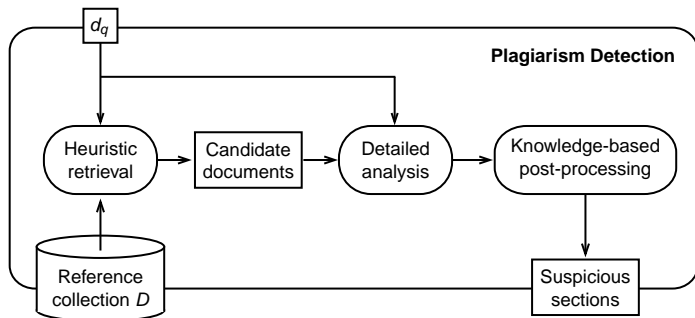 d_q
Plagiarism Detection
Heuristic
retrieval
Candidate
documents
Detailed
analysis
Knowledge-based
post-processing
Reference
collection D
Suspicious
sections